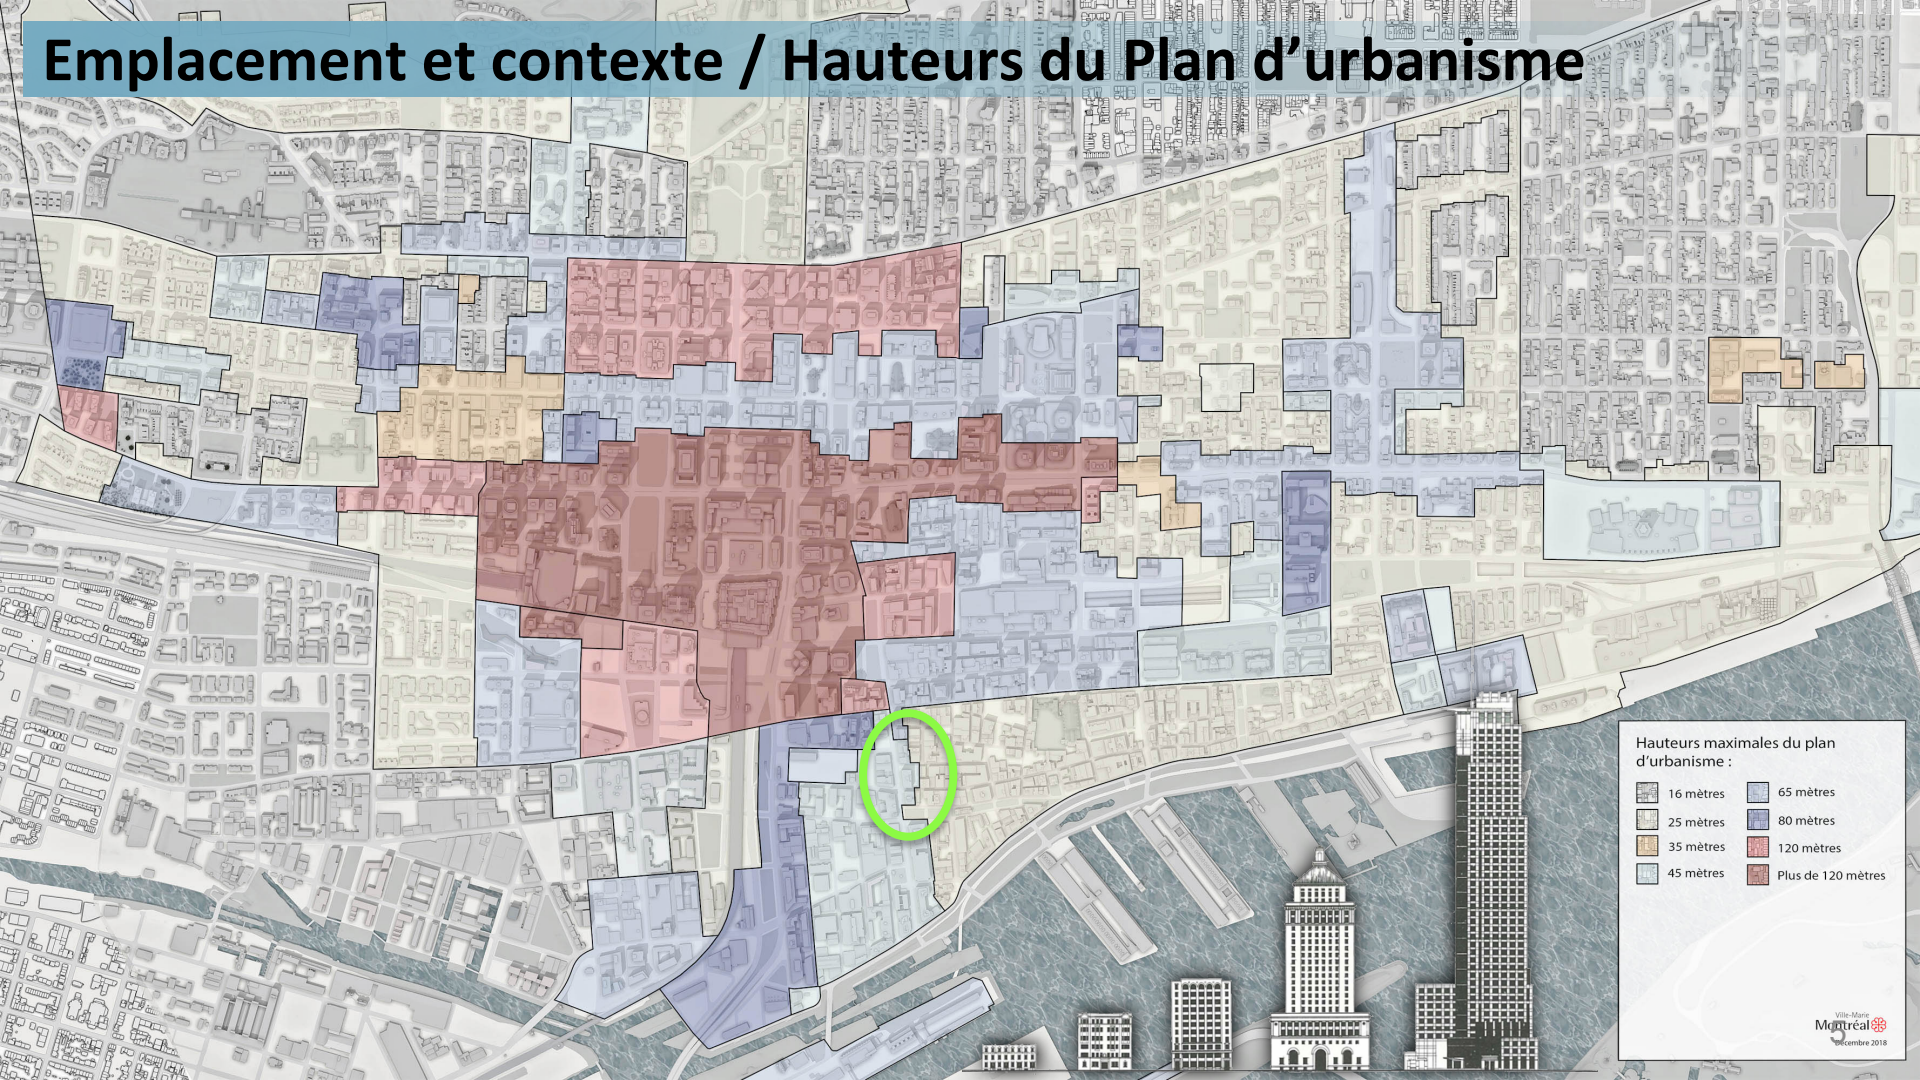 Emplacement et contexte / Hauteurs du Plan d’urbanisme
Hauteurs maximales du plan
d’urbanisme :
16 mètres
25 mètres
35 mètres
45 mètres
65 mètres
80 mètres
120 mètres
Plus de 120 mètres
Ville-Marie
Montréal
5
Décembre 2018